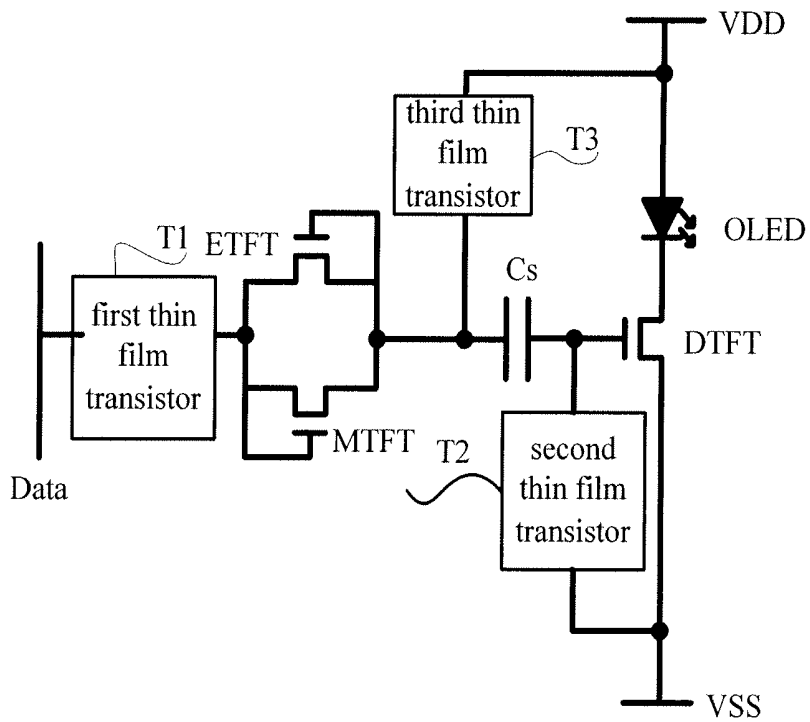 VDD
third thin
film
transistor
T3
T1
ETFT
OLED
Cs
first thin
film
transistor
DTFT
MTFT
T2
second
thin film
transistor
Data
VSS